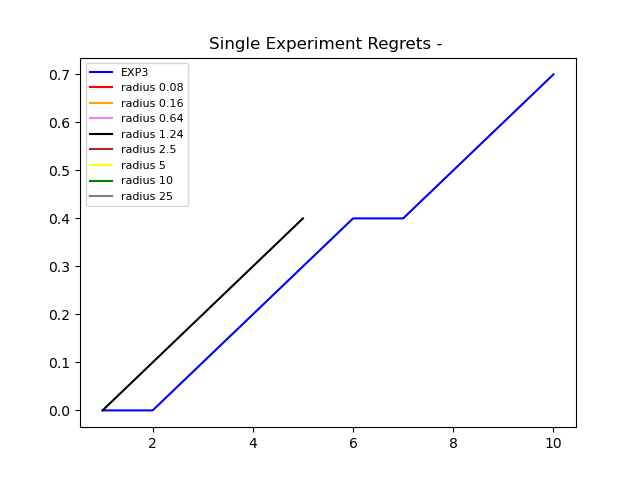 Single Experiment Regrets -
0.7
0.6
0.5
0.4
0.3
0.2
0.1
0.0
EXP3
radius 0.08
radius 0.16
radius 0.64
radius 1.24
radius 2.5
radius 5
radius 10
radius 25
2 4 6 8 10